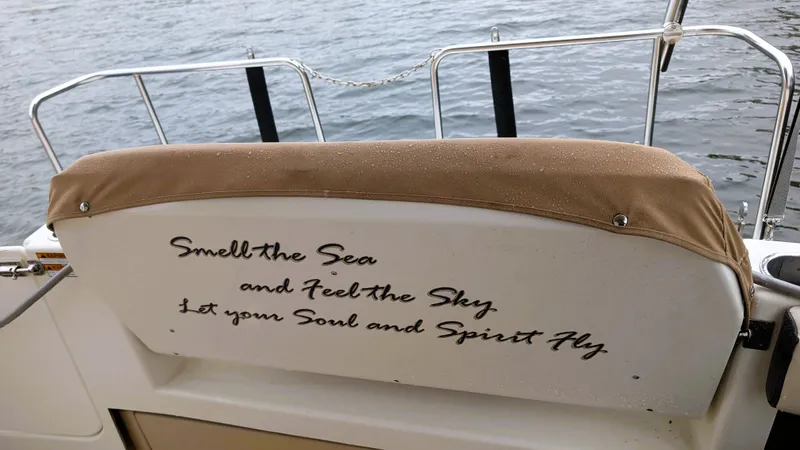 Smell the Sea
and Feel the Sky
Let your Soul and Spirit Fly